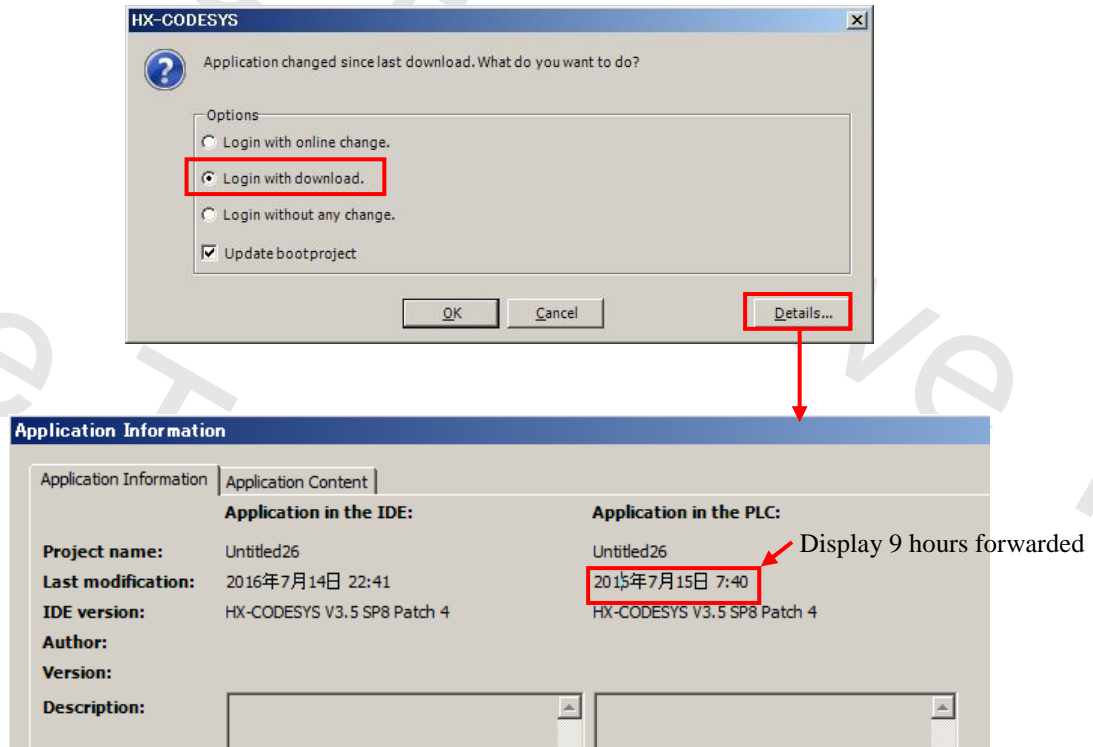 HX-CODESYS
Application changed since last download. What do you want to do?
Options
Login with online change.
Login with download.
Login without any change.
Update bootproject
OK Cancel Details...
Application Information
Application Information Application Content
Application in the IDE: Application in the PLC:
Display 9 hours forwarded
Project name: Untitled26 Untitled26
Last modification: 2016年7月14日 22:41 2015年7月15日 7:40
IDE version: HX-CODESYS V3.5 SP8 Patch 4 HX-CODESYS V3.5 SP8 Patch 4
Author:
Version:
Description: